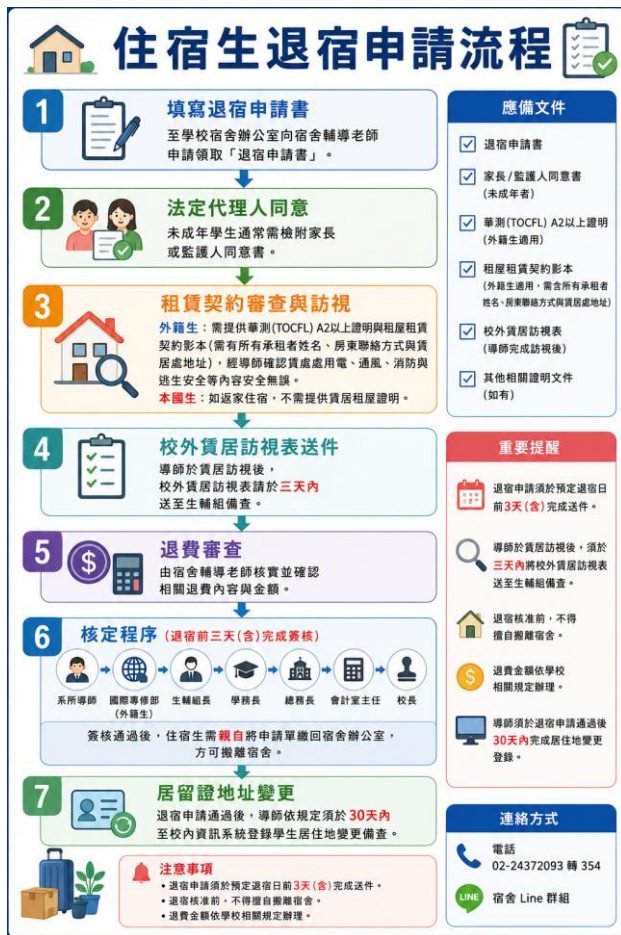 住宿生退宿申請流程
1
填寫退宿申請書
至學校宿舍辦公室向宿舍輔導老師
申請領取「退宿申請書」。
2
法定代理人同意
未成年學生通常需檢附家長
或監護人同意書。
3
租賃契約審查與訪視
外籍生：需提供華測(TOCFL) A2以上證明與租屋租賃
契約影本(需有所有承租者姓名、房東聯絡方式與賃
居處地址)，經導師確認賃處處用電、通風、消防與
逃生安全等內容安全無誤。
本國生：如返家住宿，不需提供賃居租屋證明。
4
校外賃居訪視表送件
導師於賃居訪視後，
校外賃居訪視表請於三天內
送至生輔組備查。
5
退費審查
由宿舍輔導老師核實並確認
相關退費內容與金額。
6
核定程序 (退宿前三天(含)完成簽核)
系所導師
國際專修部
(外籍生)
生輔組長
學務長
總務長
會計室主任
校長
簽核通過後，住宿生需親自將申請單繳回宿舍辦公室，
方可搬離宿舍。
7
居留證地址變更
退宿申請通過後，導師依規定須於 30天內
至校內資訊系統登錄學生居住地變更備查。
注意事項
• 退宿申請須於預定退宿日前3天(含)完成送件。
• 退宿核准前，不得擅自搬離宿舍。
• 退費金額依學校相關規定辦理。
應備文件
退宿申請書
家長/監護人同意書
(未成年者)
華測(TOCFL) A2以上證明
(外籍生適用)
租屋租賃契約影本
(外籍生適用，需含所有承租者
姓名、房東聯絡方式與賃居處地址)
校外賃居訪視表
(導師完成訪視後)
其他相關證明文件
(如有)
重要提醒
退宿申請須於預定退宿日
前3天(含)完成送件。
導師於賃居訪視後，須於
三天內將校外賃居訪視表
送至生輔組備查。
退宿核准前，不得
擅自搬離宿舍。
退費金額依學校
相關規定辦理。
導師須於退宿申請通過後
30天內完成居住地變更
登錄。
連絡方式
電話
02-24372093 轉 354
LINE
宿舍 Line 群組